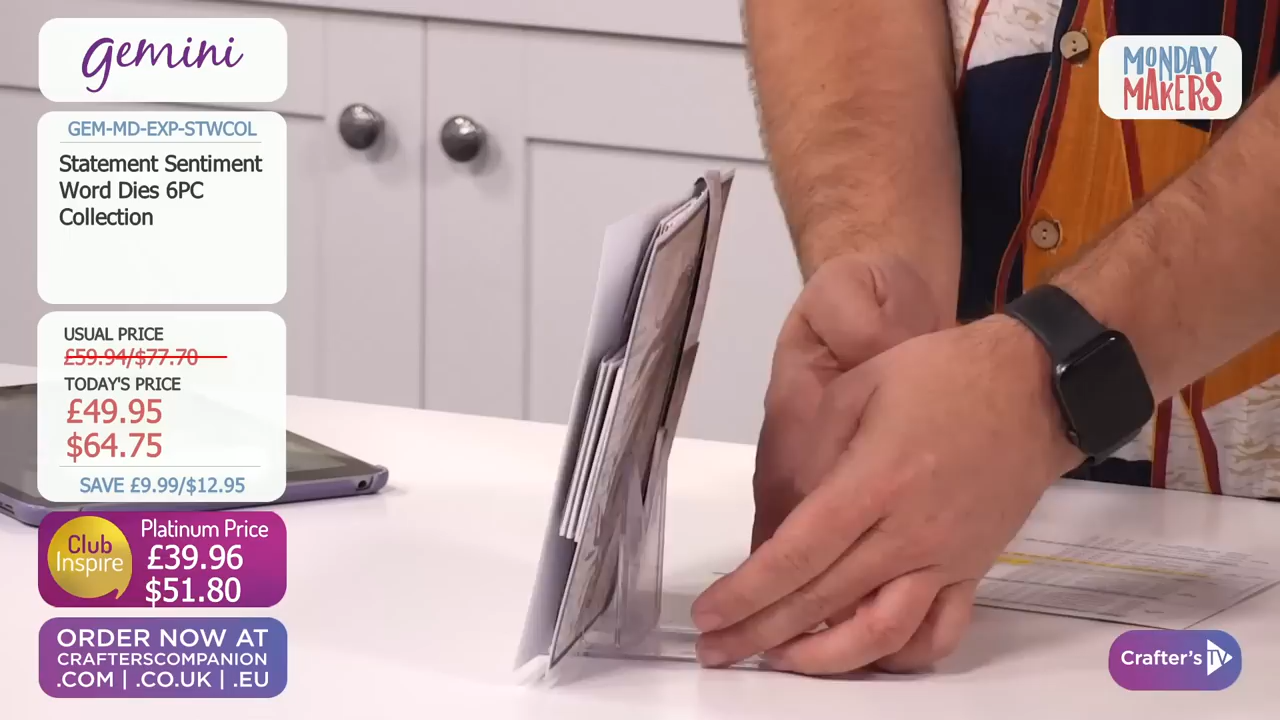 gemini
GEM-MD-EXP-STWCOL
Statement Sentiment
Word Dies 6PC
Collection
USUAL PRICE
£59.94/$77.70
TODAY'S PRICE
£49.95
$64.75
SAVE £9.99/$12.95
Club
Inspire
Platinum Price
£39.96
$51.80
ORDER NOW AT
CRAFTERSCOMPANION
.COM | .CO.UK | .EU
MONDAY
MAKERS
Crafter's TV